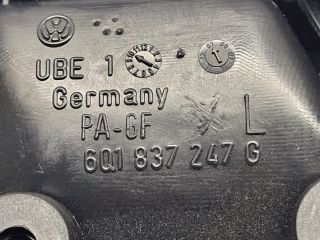 UBE 1
Germany
PA-GF L
6Q1 837 247 G